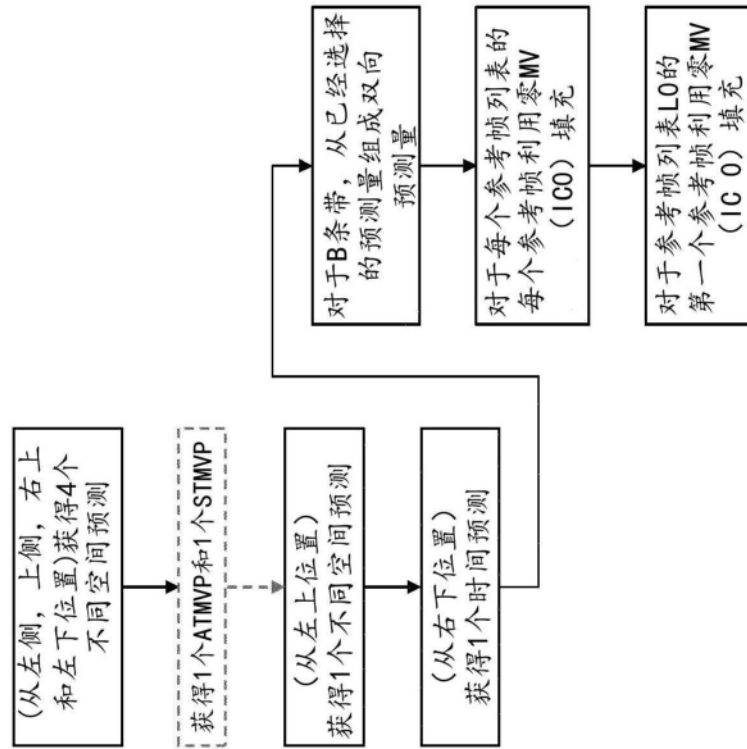 (从左侧，上侧，右上
和左下位置)获得4个
不同空间预测
获得1个ATMVP和1个STMVP
(从左上位置)
获得1个不同空间预测
(从右下位置)
获得1个时间预测
对于B条带，从已经选择
的预测量组成双向
预测量
对于每个参考帧列表的
每个参考帧利用零MV
(IC0) 填充
对于参考帧列表L0的
第一个参考帧利用零MV
(IC 0) 填充